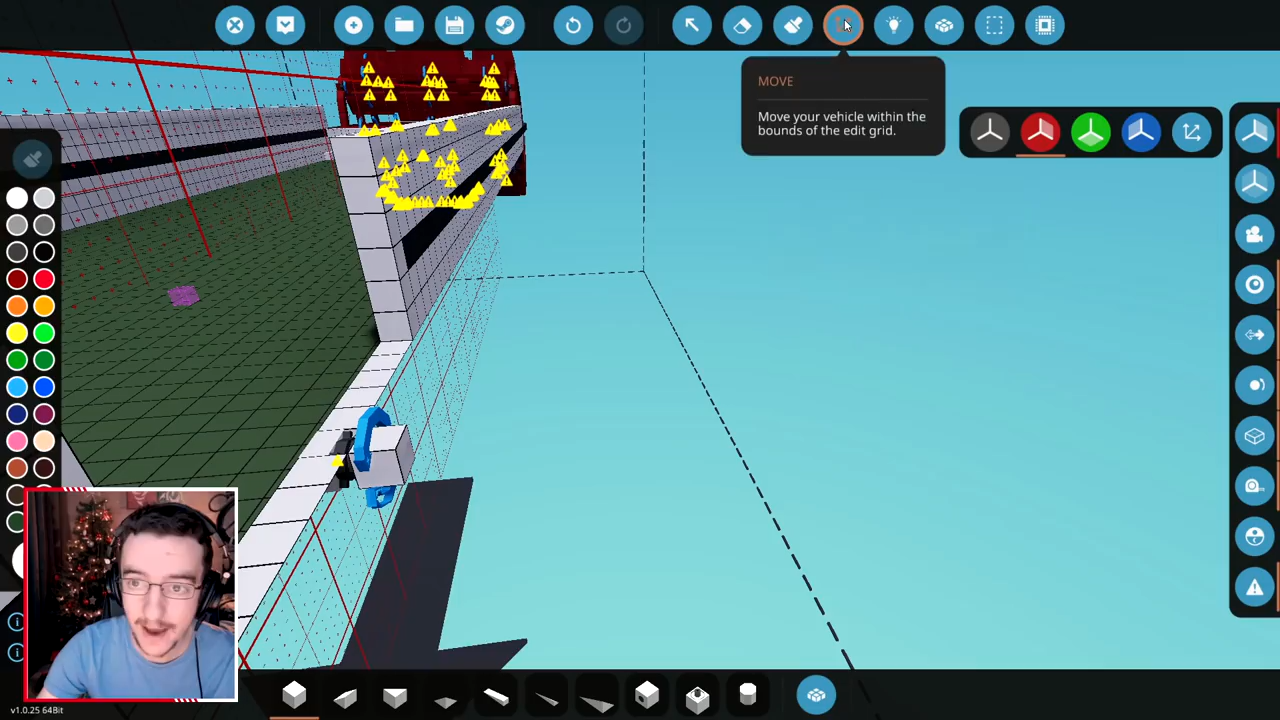 MOVE
Move your vehicle within the
bounds of the edit grid.
v1.0.25 64Bit